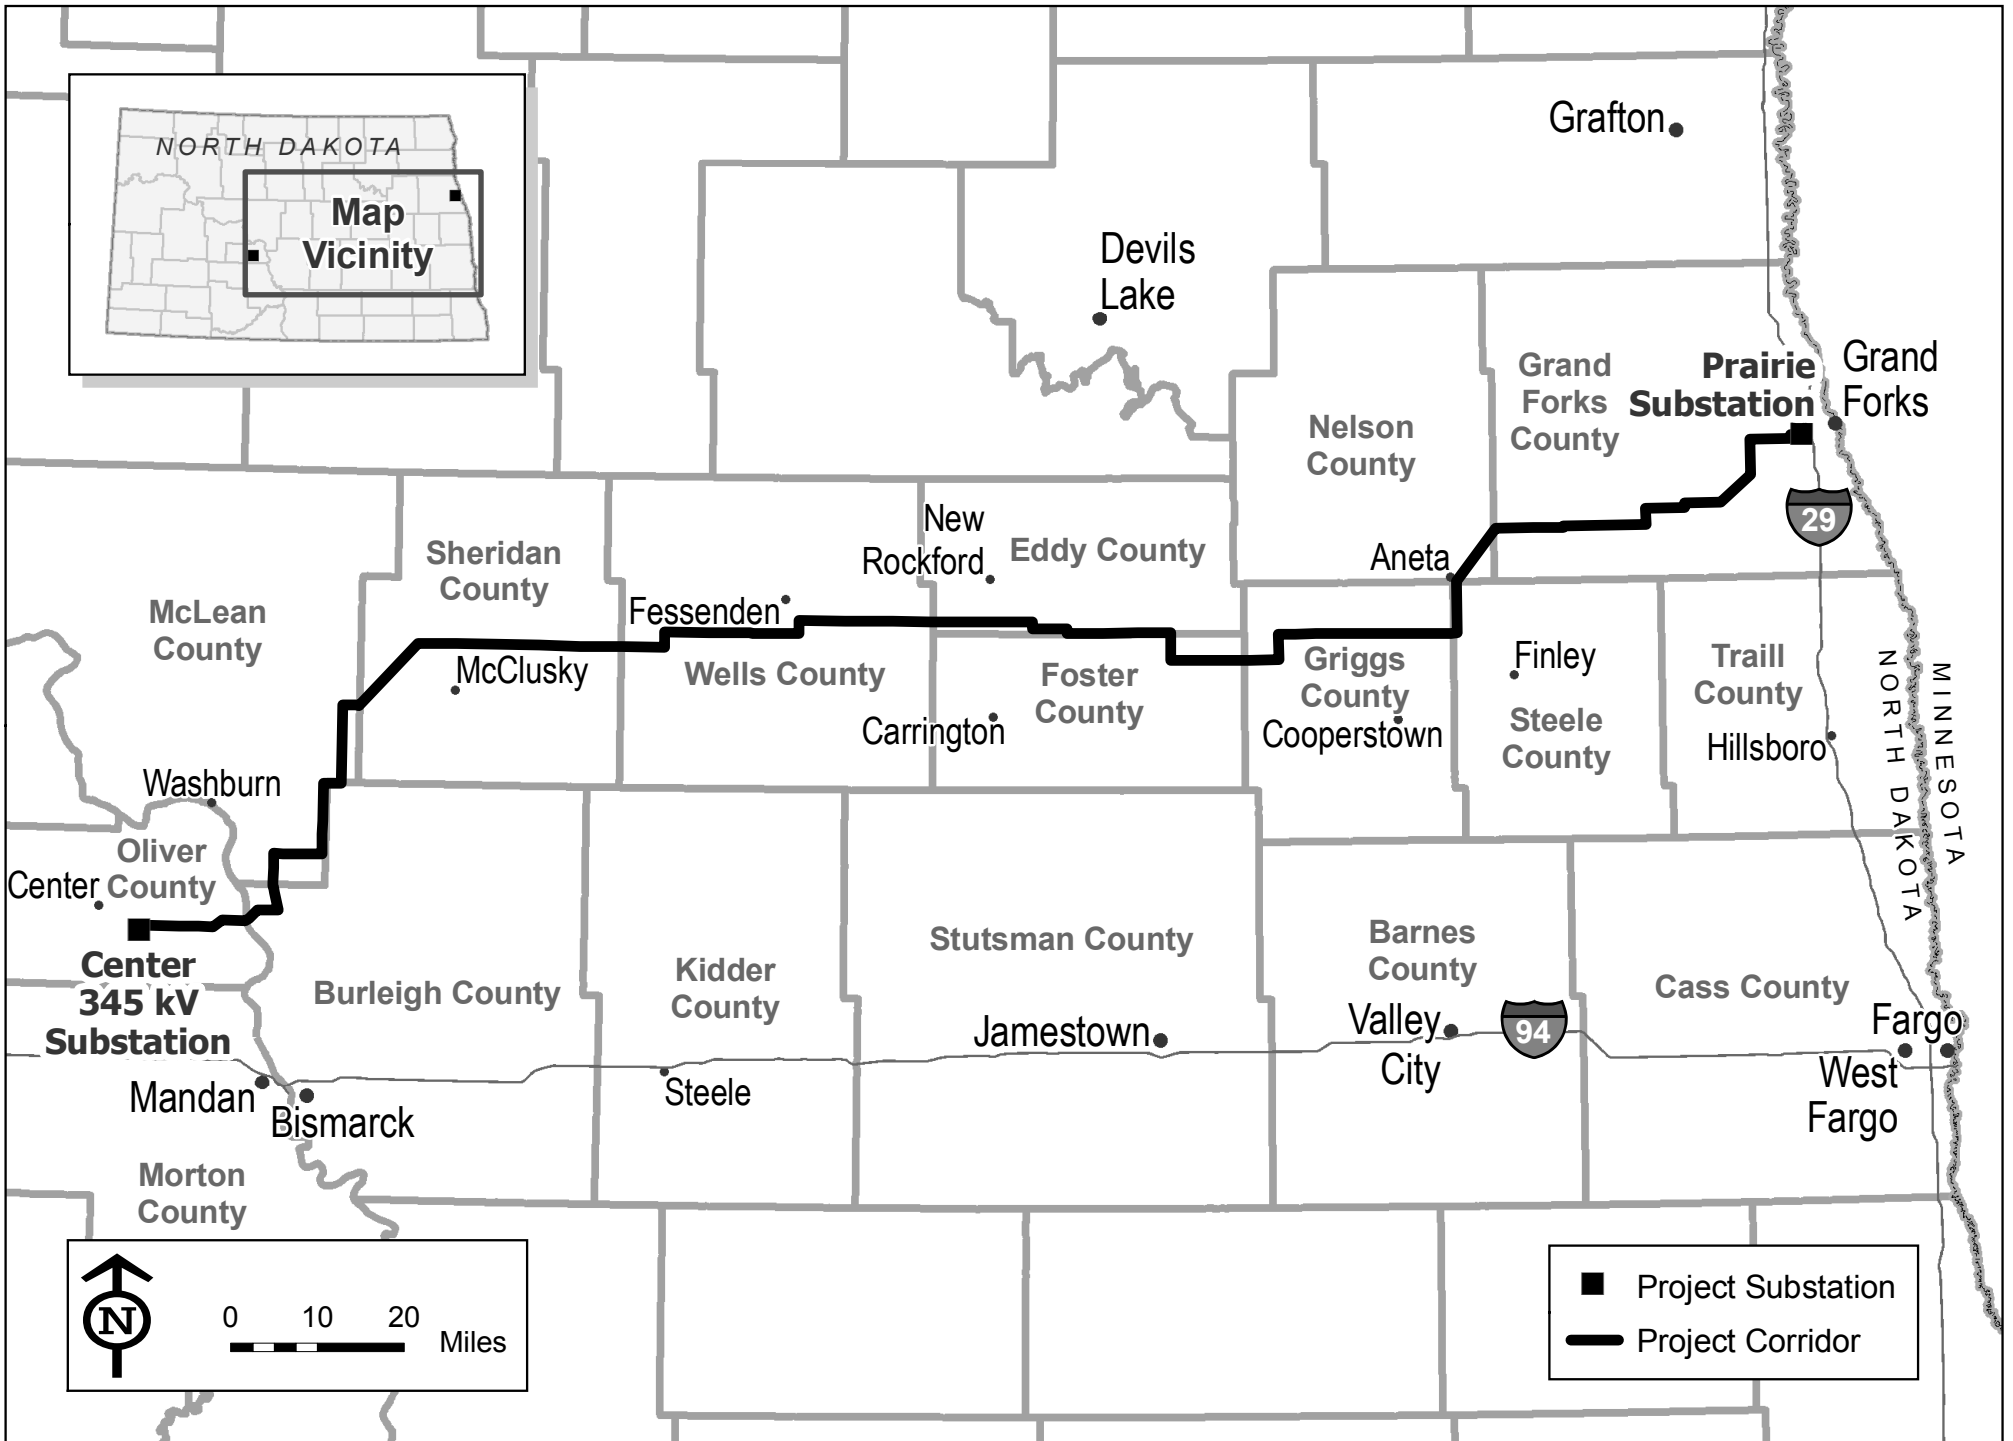 NORTH DAKOTA
Map
Vicinity
Grafton
Devils
Lake
Grand
Forks
Prairie
Substation
Grand
Forks
County
Nelson
County
29
New
Rockford
Eddy County
Aneta
Sheridan
County
McLean
County
Fessenden
McClusky
Wells County
Foster
County
Griggs
County
Finley
Traill
County
Carrington
Cooperstown
Steele
County
Hillsboro
MINNESOTA
NORTH DAKOTA
Washburn
Oliver
County
Center
Center
345 kV
Substation
Burleigh County
Kidder
County
Stutsman County
Barnes
County
Cass County
Jamestown
Valley
City
94
Fargo
West
Fargo
Mandan
Bismarck
Steele
Morton
County
N
0 10 20
Miles
Project Substation
Project Corridor